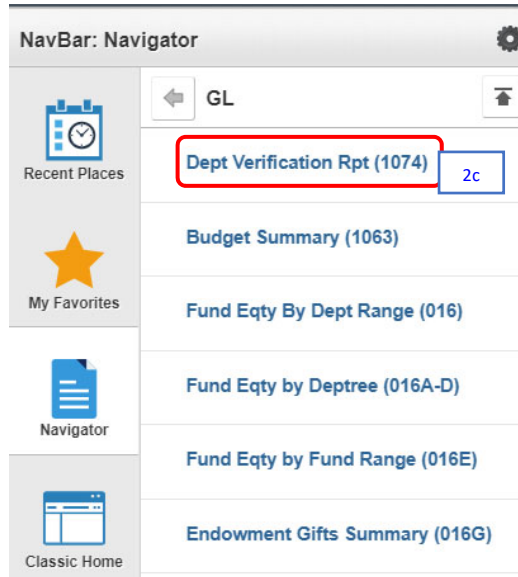 NavBar: Navigator
GL
Recent Places
My Favorites
Navigator
Classic Home
Dept Verification Rpt (1074)
2c
Budget Summary (1063)
Fund Eqty By Dept Range (016)
Fund Eqty by Deptree (016A-D)
Fund Eqty by Fund Range (016E)
Endowment Gifts Summary (016G)